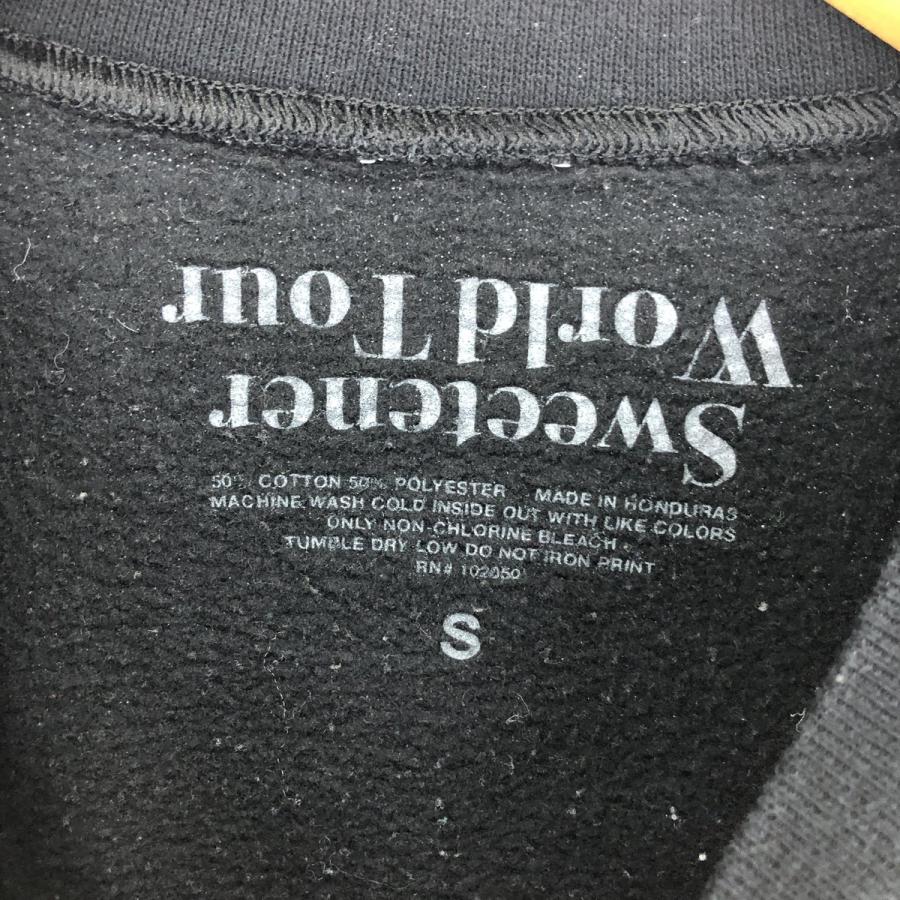 Sweetener
World Tour
50% COTTON 50% POLYESTER MADE IN HONDURAS
MACHINE WASH COLD INSIDE OUT WITH LIKE COLORS
ONLY NON-CHLORINE BLEACH
TUMBLE DRY LOW DO NOT IRON PRINT
RN# 102050
S